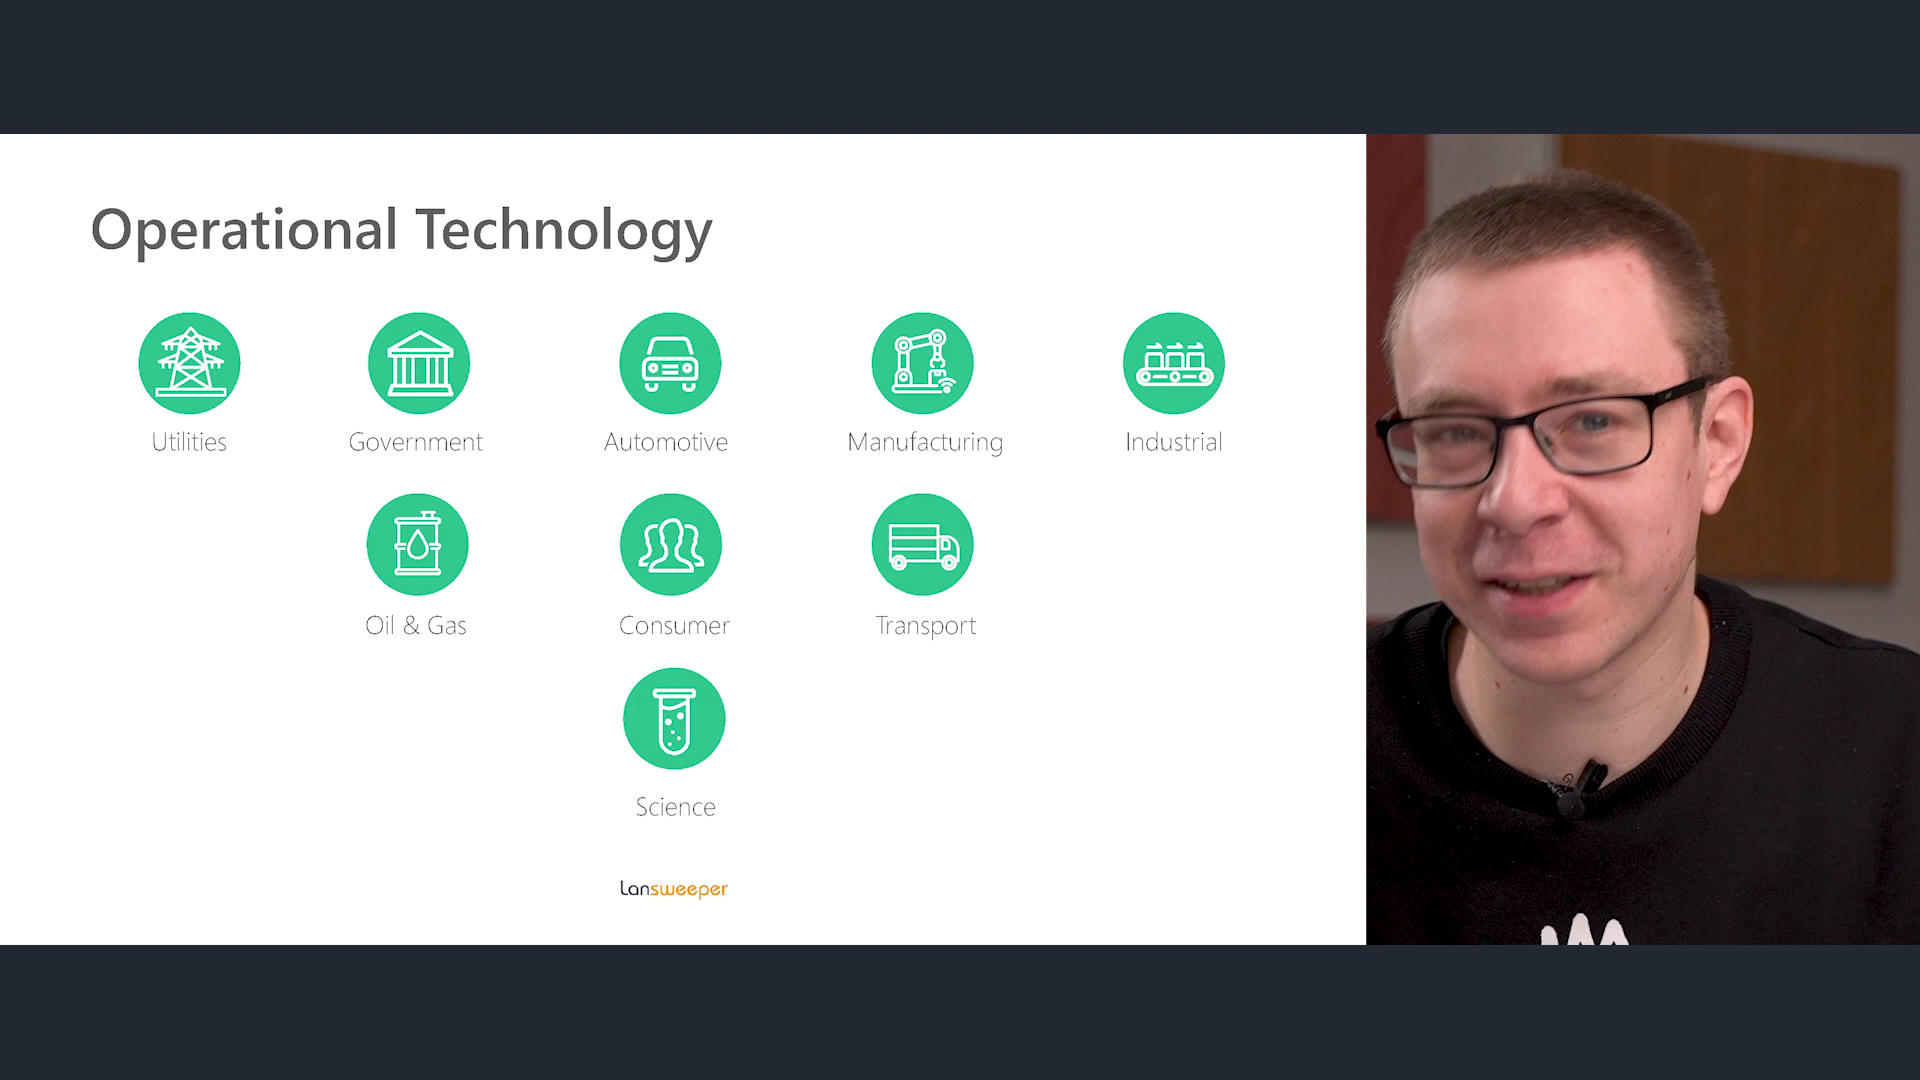 Operational Technology
Utilities
Government
Automotive
Manufacturing
Industrial
Oil & Gas
Consumer
Transport
Science
Lansweeper